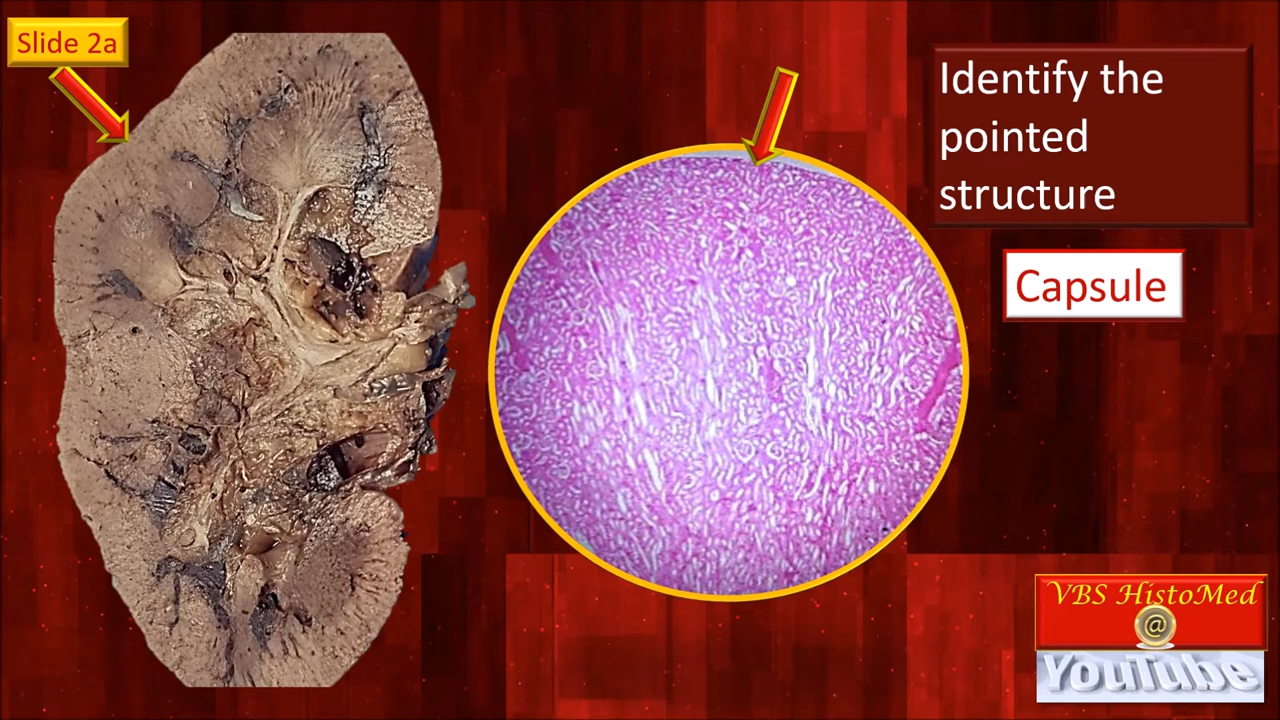 Slide 2a
Identify the
pointed
structure
Capsule
VBS HistoMed
@
YouTube